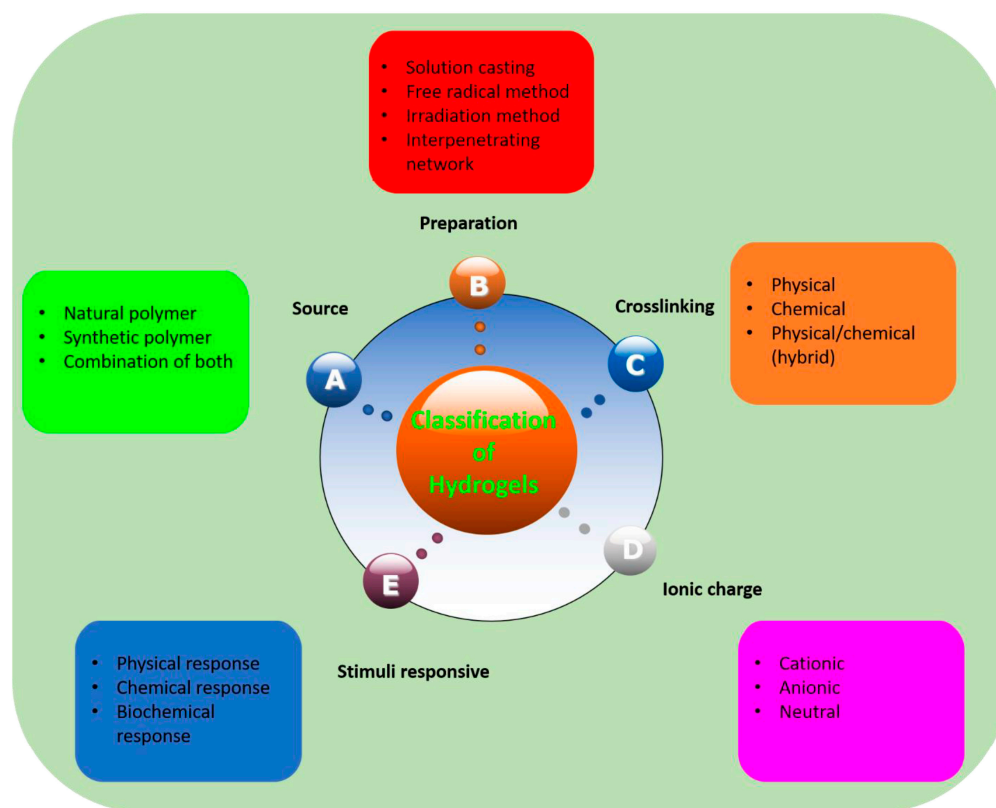 • Solution casting
• Free radical method
• Irradiation method
• Interpenetrating
network
Preparation
B
• Natural polymer
• Synthetic polymer
• Combination of both
Source
A
Crosslinking
C
• Physical
• Chemical
• Physical/chemical
(hybrid)
Classification
of
Hydrogels
D
Ionic charge
• Cationic
• Anionic
• Neutral
E
Stimuli responsive
• Physical response
• Chemical response
• Biochemical
response